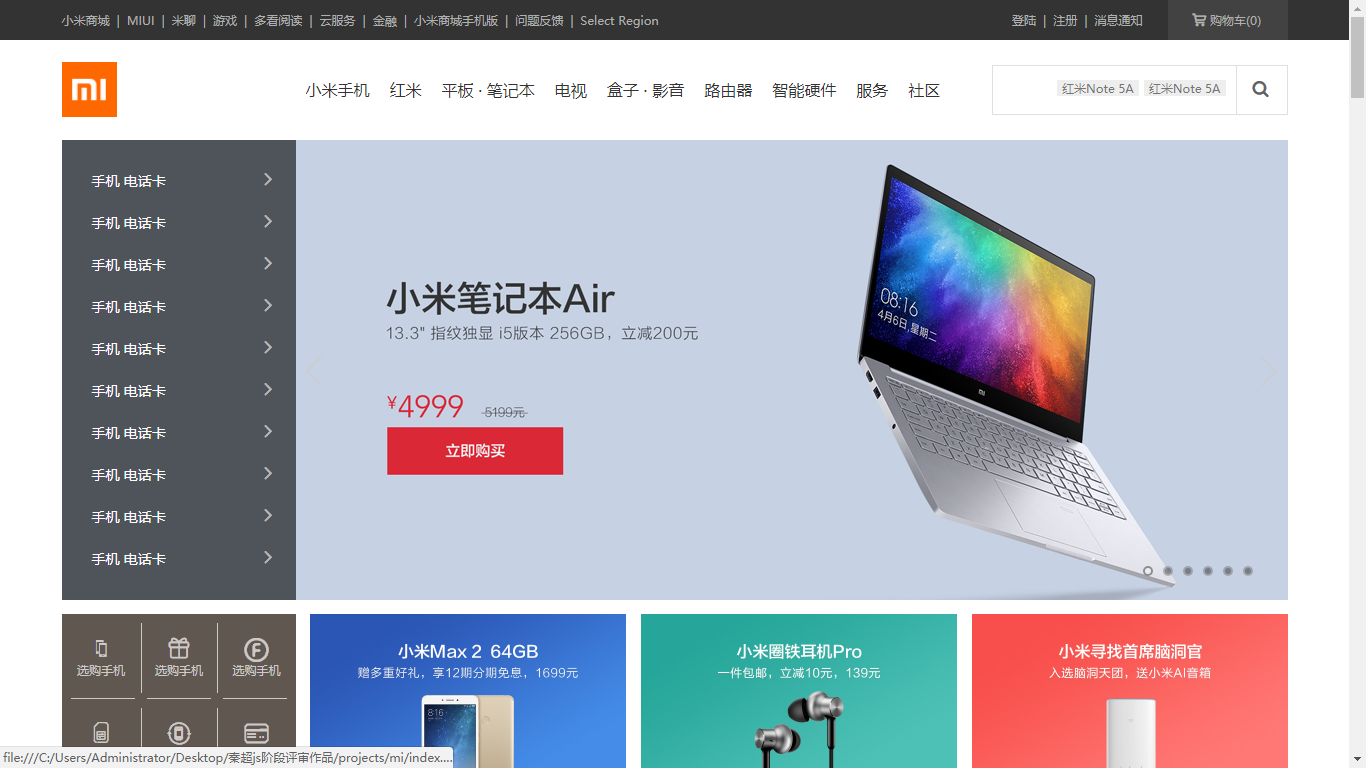 小米商城 | MIUI | 米聊 | 游戏 | 多看阅读 | 云服务 | 金融 | 小米商城手机版 | 问题反馈 | Select Region
登陆 | 注册 | 消息通知 购物车(0)
小米手机 红米 平板 · 笔记本 电视 盒子 · 影音 路由器 智能硬件 服务 社区
红米Note 5A 红米Note 5A
手机 电话卡
手机 电话卡
手机 电话卡
手机 电话卡
手机 电话卡
手机 电话卡
手机 电话卡
手机 电话卡
手机 电话卡
手机 电话卡
小米笔记本Air
13.3" 指纹独显 i5版本 256GB，立减200元
¥4999 5199元
立即购买
08:16
4月6日,星期二
选购手机 选购手机 选购手机
小米Max 2 64GB
赠多重好礼，享12期分期免息，1699元
小米圈铁耳机Pro
一件包邮，立减10元，139元
小米寻找首席脑洞官
入选脑洞天团，送小米AI音箱
file:///C:/Users/Administrator/Desktop/秦超js阶段评审作品/projects/mi/index....